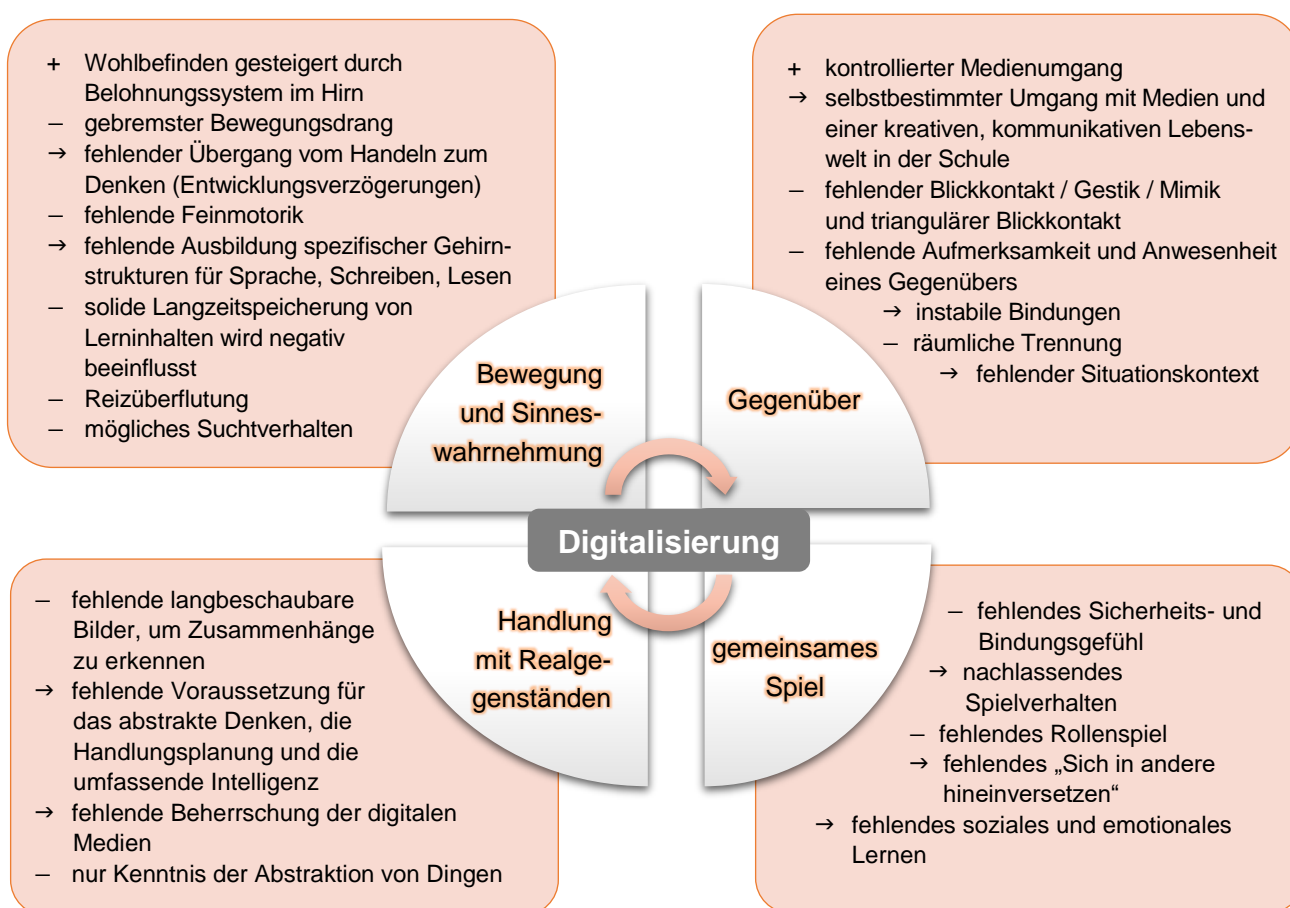 + Wohlbefinden gesteigert durch
Belohnungssystem im Hirn
– gebremster Bewegungsdrang
→ fehlender Übergang vom Handeln zum
Denken (Entwicklungsverzögerungen)
– fehlende Feinmotorik
→ fehlende Ausbildung spezifischer Gehirn-
strukturen für Sprache, Schreiben, Lesen
– solide Langzeitspeicherung von
Lerninhalten wird negativ
beeinflusst
– Reizüberflutung
– mögliches Suchtverhalten
+ kontrollierter Medienumgang
→ selbstbestimmter Umgang mit Medien und
einer kreativen, kommunikativen Lebens-
welt in der Schule
– fehlender Blickkontakt / Gestik / Mimik
und triangulärer Blickkontakt
– fehlende Aufmerksamkeit und Anwesenheit
eines Gegenübers
→ instabile Bindungen
– räumliche Trennung
→ fehlender Situationskontext
Bewegung
und Sinnes-
wahrnehmung
Gegenüber
Digitalisierung
Handlung
mit Realge-
genständen
gemeinsames
Spiel
– fehlende langbeschaubare
Bilder, um Zusammenhänge
zu erkennen
→ fehlende Voraussetzung für
das abstrakte Denken, die
Handlungsplanung und die
umfassende Intelligenz
→ fehlende Beherrschung der digitalen
Medien
– nur Kenntnis der Abstraktion von Dingen
– fehlendes Sicherheits- und
Bindungsgefühl
→ nachlassendes
Spielverhalten
– fehlendes Rollenspiel
→ fehlendes „Sich in andere
hineinversetzen“
→ fehlendes soziales und emotionales
Lernen